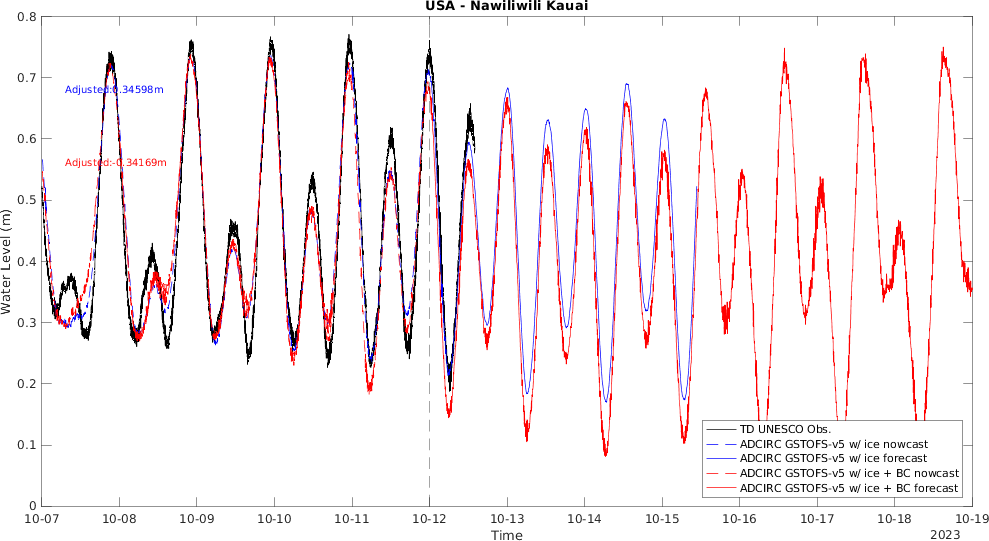 USA - Nawiliwili Kauai
0.8
0.7
0.6
0.5
0.4
0.3
0.2
0.1
0
Water Level (m)
Adjusted:0.34598m
Adjusted:-0.34169m
TD UNESCO Obs.
ADCIRC GSTOFS-v5 w/ ice nowcast
ADCIRC GSTOFS-v5 w/ ice forecast
ADCIRC GSTOFS-v5 w/ ice + BC nowcast
ADCIRC GSTOFS-v5 w/ ice + BC forecast
10-07 10-08 10-09 10-10 10-11 10-12 10-13 10-14 10-15 10-16 10-17 10-18 10-19
Time
2023